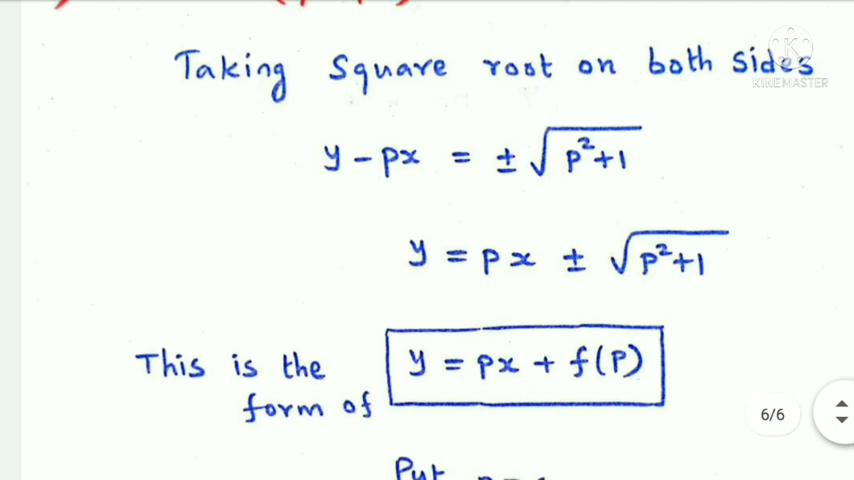 Taking Square root on both sides
KINEMASTER
y - px = ± √(p²+1)
y = px ± √(p²+1)
This is the
form of
y = px + f(P)
6/6
Put